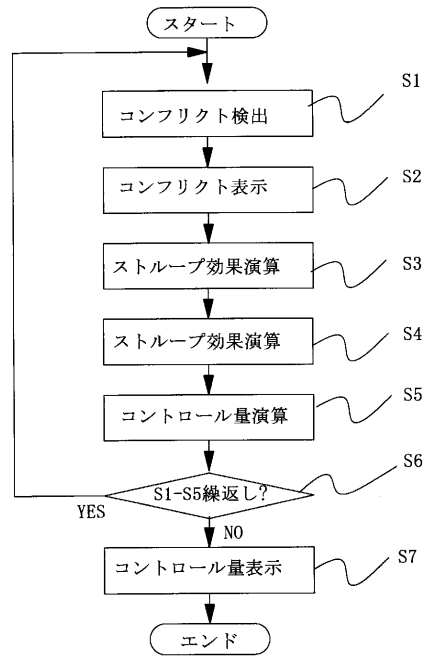 スタート
コンフリクト検出
S1
コンフリクト表示
S2
ストループ効果演算
S3
ストループ効果演算
S4
コントロール量演算
S5
S1-S5繰返し?
S6
YES
NO
コントロール量表示
S7
エンド